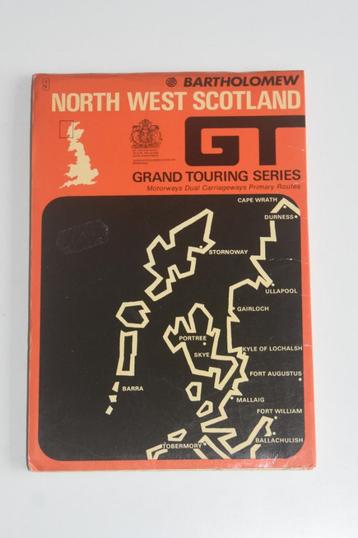 BARTHOLOMEW
NORTH WEST SCOTLAND
GT
GRAND TOURING SERIES
Motorways Dual Carriageways Primary Routes
CAPE WRATH
DURNESS
STORNOWAY
ULLAPOOL
GAIRLOCH
PORTREE
SKYE
KYLE OF LOCHALSH
FORT AUGUSTUS
BARRA
MALLAIG
FORT WILLIAM
TOBERMORY
BALLACHULISH